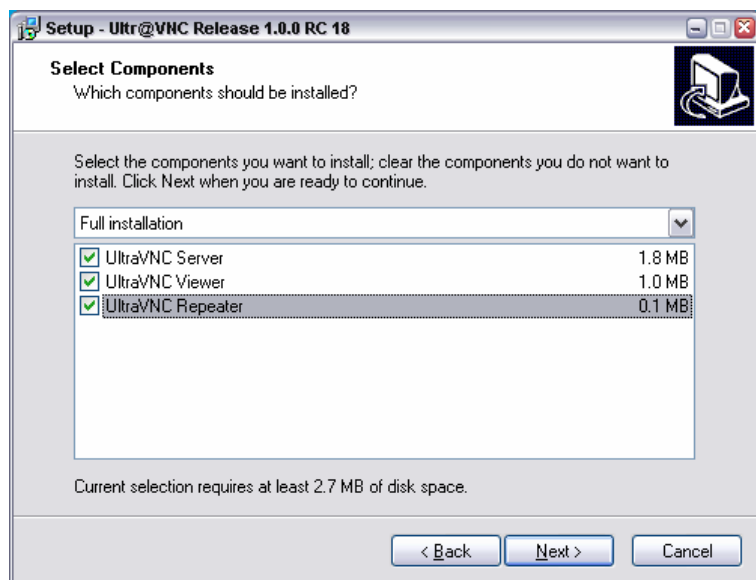 Setup - Ultr@VNC Release 1.0.0 RC 18
Select Components
Which components should be installed?
Select the components you want to install; clear the components you do not want to
install. Click Next when you are ready to continue.
Full installation
UltraVNC Server 1.8 MB
UltraVNC Viewer 1.0 MB
UltraVNC Repeater 0.1 MB
Current selection requires at least 2.7 MB of disk space.
< Back Next > Cancel